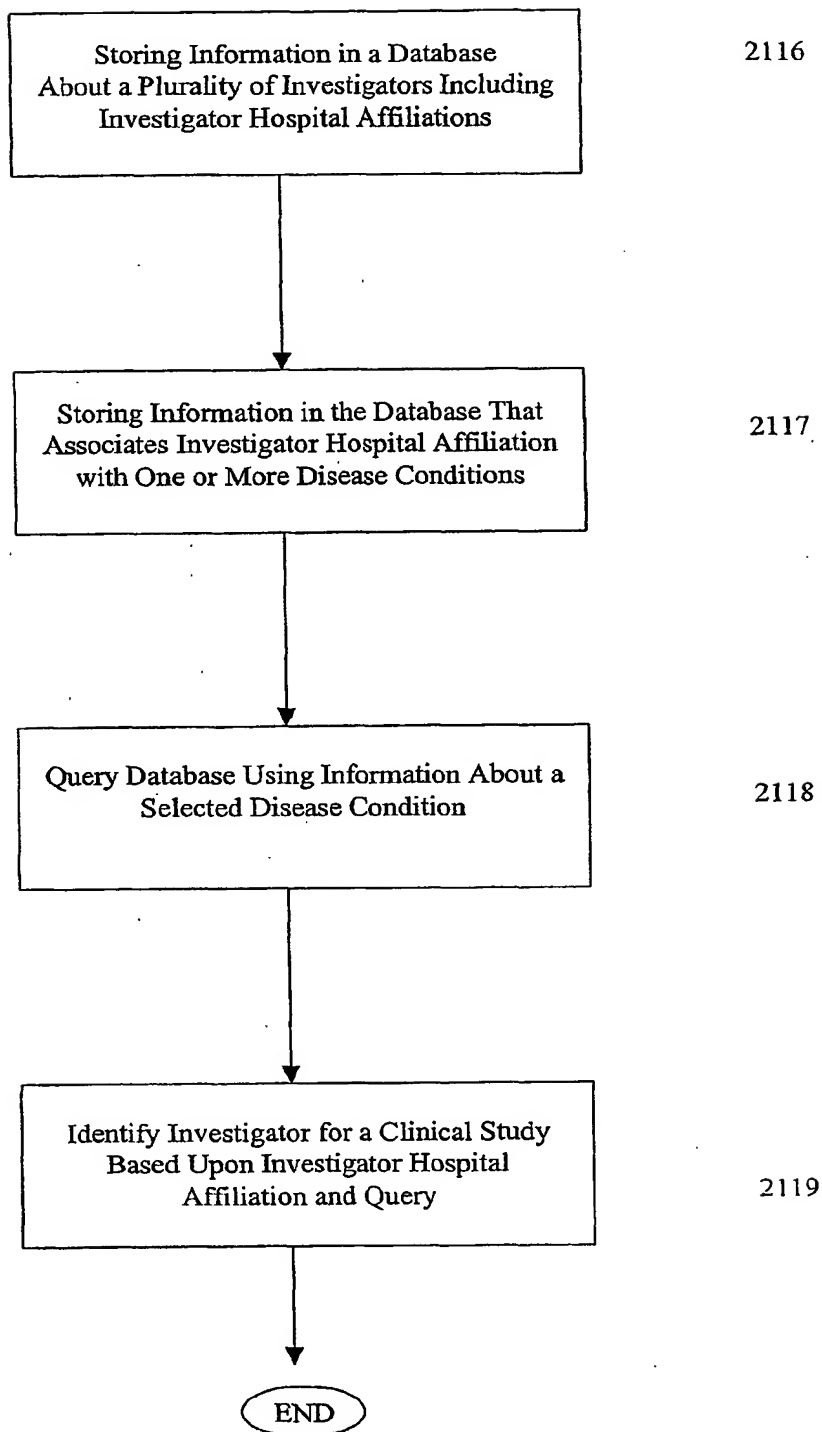 Storing Information in a Database
About a Plurality of Investigators Including
Investigator Hospital Affiliations
2116
Storing Information in the Database That
Associates Investigator Hospital Affiliation
with One or More Disease Conditions
2117
Query Database Using Information About a
Selected Disease Condition
2118
Identify Investigator for a Clinical Study
Based Upon Investigator Hospital
Affiliation and Query
2119
END